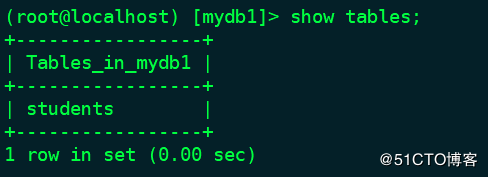 (root@localhost) [mydb1]> show tables;
+-----------------+
| Tables_in_mydb1 |
+-----------------+
| students        |
+-----------------+
1 row in set (0.00 sec)
@51CTO博客